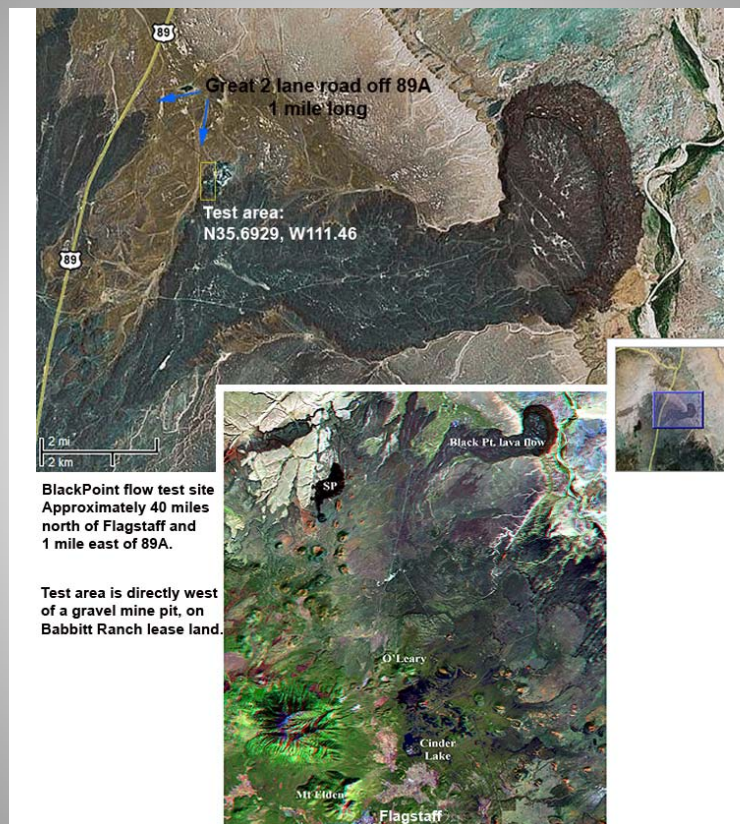 89
Great 2 lane road off 89A
1 mile long
Test area:
N35.6929, W111.46
89
2 mi
2 km
BlackPoint flow test site
Approximately 40 miles
north of Flagstaff and
1 mile east of 89A.
Test area is directly west
of a gravel mine pit, on
Babbitt Ranch lease land.
Black Pt. lava flow
SP
O'Leary
Cinder
Lake
Mt Elden
Flagstaff